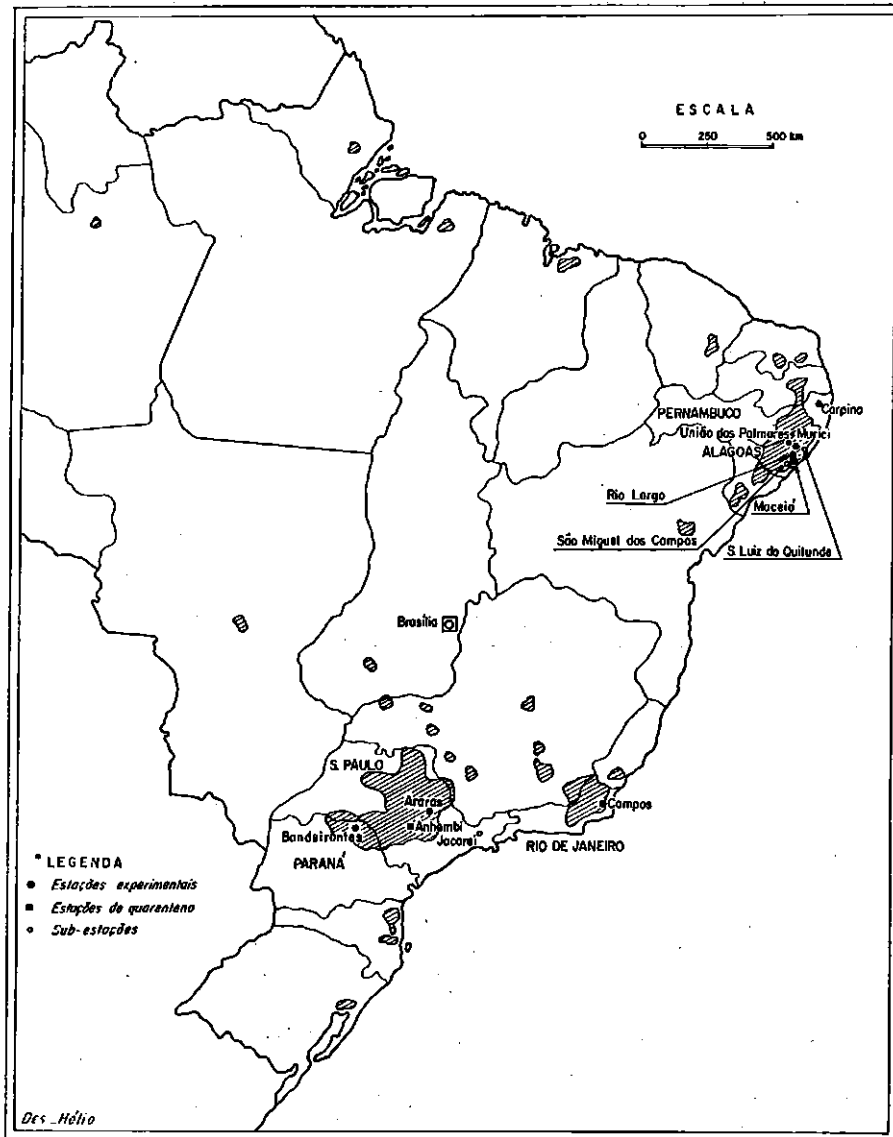 ESCALA
0 250 500 km
PERNAMBUCO
Carpina
União dos Palmares
Murici
ALAGOAS
Rio Largo
Maceió
São Miguel dos Campos
S. Luiz do Quitunde
Brasília
S. PAULO
Araras
Campos
Bandeirantes
Anhembi
Jacareí
RIO DE JANEIRO
PARANÁ
LEGENDA
Estações experimentais
Estações de quarentena
Sub-estações
Des_Hélio